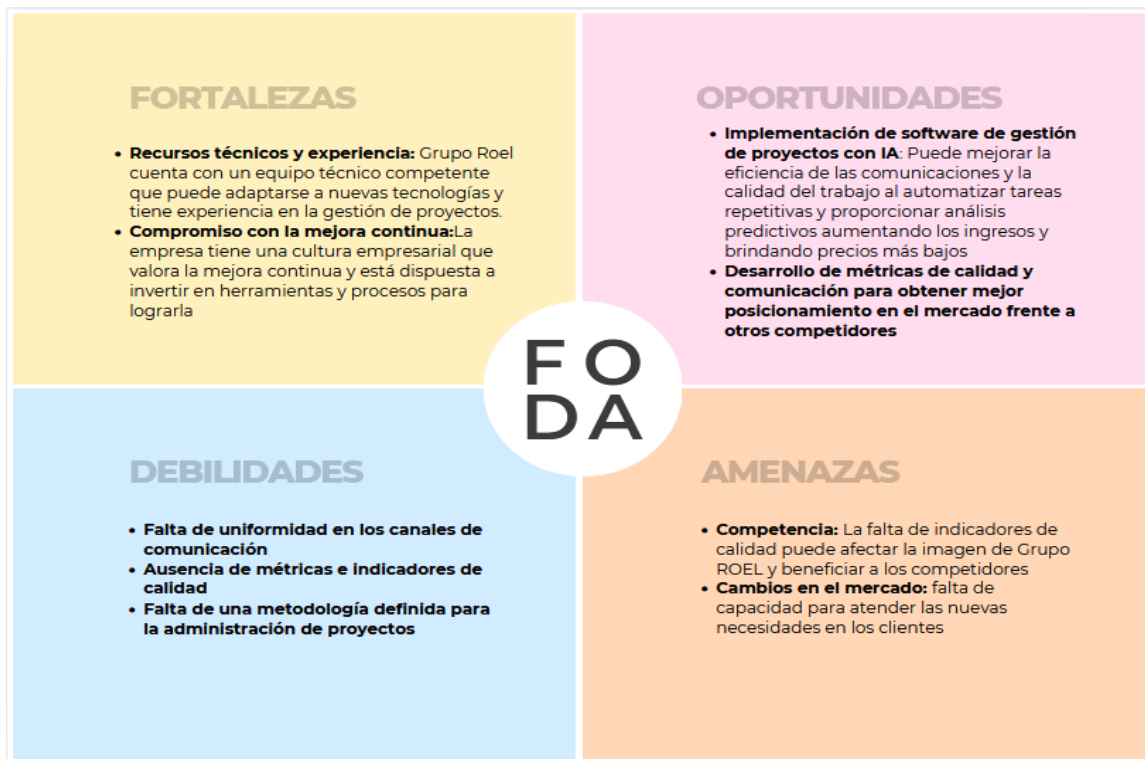 FORTALEZAS
• Recursos técnicos y experiencia: Grupo Roel
cuenta con un equipo técnico competente
que puede adaptarse a nuevas tecnologías y
tiene experiencia en la gestión de proyectos.
• Compromiso con la mejora continua:La
empresa tiene una cultura empresarial que
valora la mejora continua y está dispuesta a
invertir en herramientas y procesos para
lograrla
OPORTUNIDADES
• Implementación de software de gestión
de proyectos con IA: Puede mejorar la
eficiencia de las comunicaciones y la
calidad del trabajo al automatizar tareas
repetitivas y proporcionar análisis
predictivos aumentando los ingresos y
brindando precios más bajos
• Desarrollo de métricas de calidad y
comunicación para obtener mejor
posicionamiento en el mercado frente a
otros competidores
F O
D A
DEBILIDADES
• Falta de uniformidad en los canales de
comunicación
• Ausencia de métricas e indicadores de
calidad
• Falta de una metodología definida para
la administración de proyectos
AMENAZAS
• Competencia: La falta de indicadores de
calidad puede afectar la imagen de Grupo
ROEL y beneficiar a los competidores
• Cambios en el mercado: falta de
capacidad para atender las nuevas
necesidades en los clientes